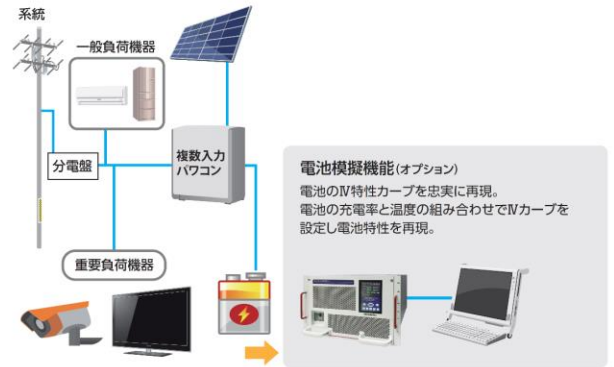 系統
一般負荷機器
分電盤
複数入力
パワコン
重要負荷機器
電池模擬機能(オプション)
電池のⅣ特性カーブを忠実に再現。
電池の充電率と温度の組み合わせでⅣカーブを
設定し電池特性を再現。